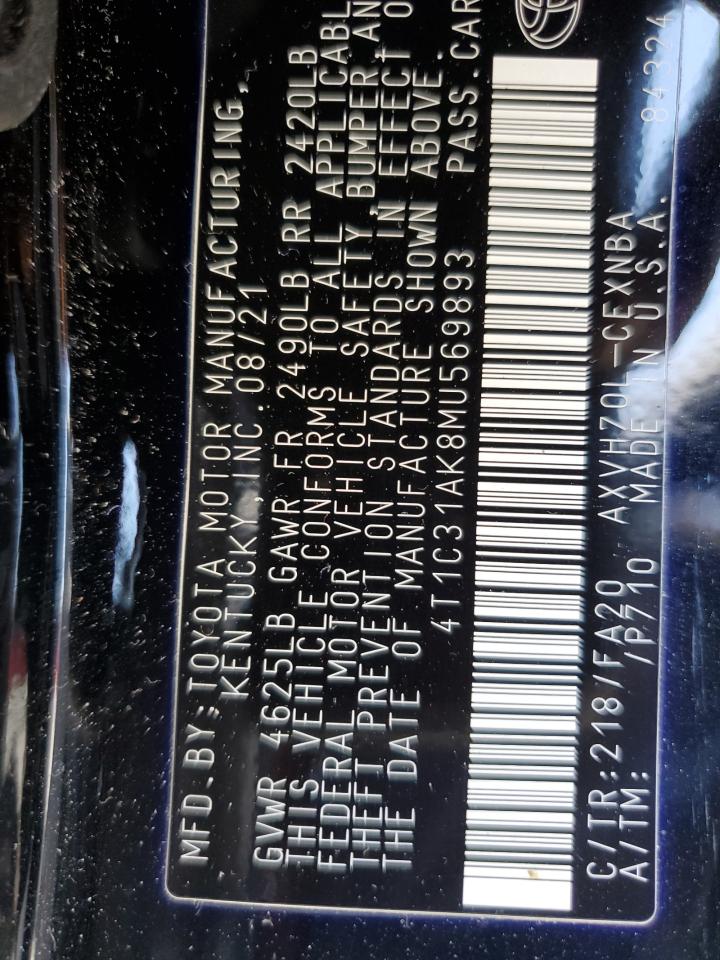 MFD.BY:TOYOTA MOTOR MANUFACTURING,
KENTUCKY,INC.08/21
GVWR 4625LB GAWR FR 2490LB RR 2420LB
THIS VEHICLE CONFORMS TO ALL APPLICABL
FEDERAL MOTOR VEHICLE SAFETY, BUMPER AN
THEFT PREVENTION STANDARDS IN EFFECT O
THE DATE OF MANUFACTURE SHOWN ABOVE.
4T1C31AK8MU569893 PASS.CAR
C/TR:218/FA20 AXVHZ0L-CEXNBA
A/TM: /P710 MADE IN U.S.A. 84324